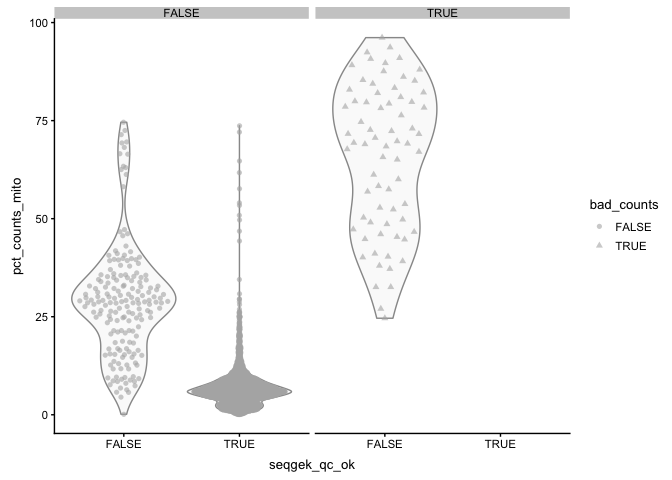 FALSE TRUE
100
75
50
25
0
pct_counts_mito
FALSE TRUE FALSE TRUE
seqgek_qc_ok
bad_counts
FALSE
TRUE